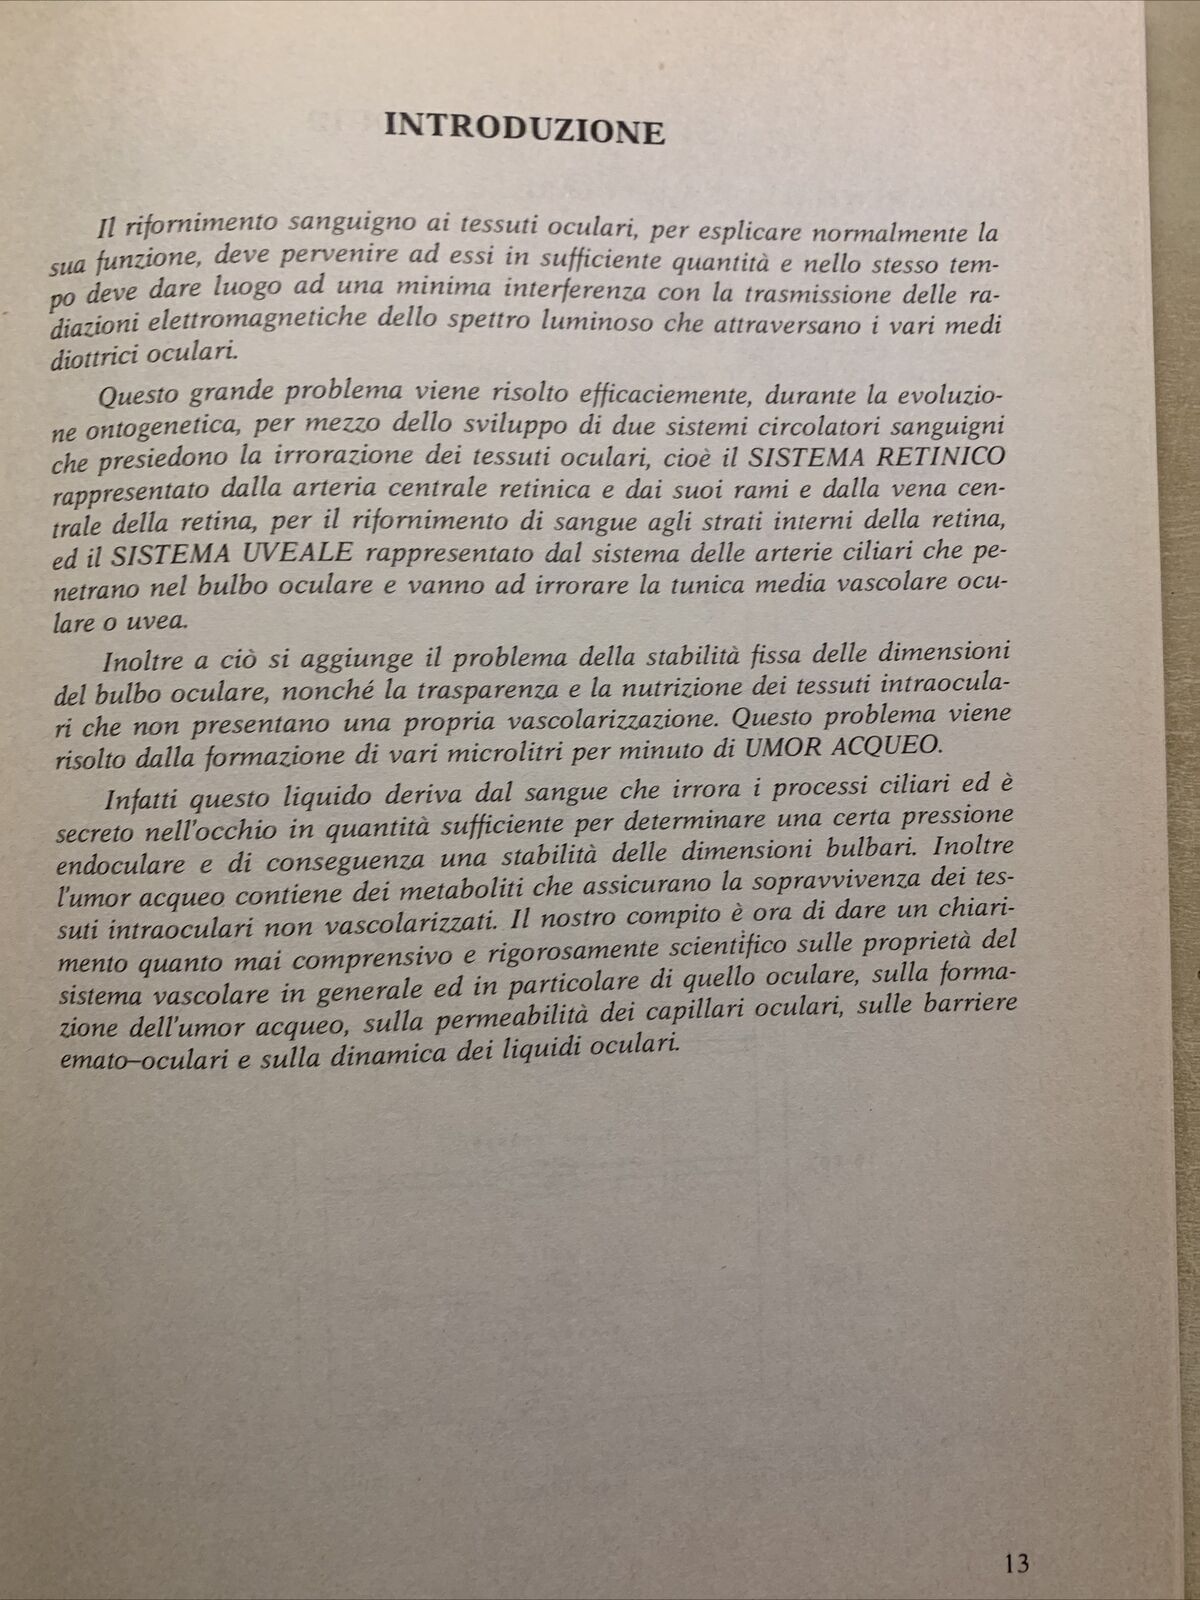 INTRODUZIONE
Il rifornimento sanguigno ai tessuti oculari, per esplicare normalmente la
sua funzione, deve pervenire ad essi in sufficiente quantità e nello stesso tem-
po deve dare luogo ad una minima interferenza con la trasmissione delle ra-
diazioni elettromagnetiche dello spettro luminoso che attraversano i vari medi
diottrici oculari.
Questo grande problema viene risolto efficaciemente, durante la evoluzio-
ne ontogenetica, per mezzo dello sviluppo di due sistemi circolatori sanguigni
che presiedono la irrorazione dei tessuti oculari, cioè il SISTEMA RETINICO
rappresentato dalla arteria centrale retinica e dai suoi rami e dalla vena cen-
trale della retina, per il rifornimento di sangue agli strati interni della retina,
ed il SISTEMA UVEALE rappresentato dal sistema delle arterie ciliari che pe-
netrano nel bulbo oculare e vanno ad irrorare la tunica media vascolare ocu-
lare o uvea.
Inoltre a ciò si aggiunge il problema della stabilità fissa delle dimensioni
del bulbo oculare, nonché la trasparenza e la nutrizione dei tessuti intraocula-
ri che non presentano una propria vascolarizzazione. Questo problema viene
risolto dalla formazione di vari microlitri per minuto di UMOR ACQUEO.
Infatti questo liquido deriva dal sangue che irrora i processi ciliari ed è
secreto nell'occhio in quantità sufficiente per determinare una certa pressione
endoculare e di conseguenza una stabilità delle dimensioni bulbari. Inoltre
l'umor acqueo contiene dei metaboliti che assicurano la sopravvivenza dei tes-
suti intraoculari non vascolarizzati. Il nostro compito è ora di dare un chiari-
mento quanto mai comprensivo e rigorosamente scientifico sulle proprietà del
sistema vascolare in generale ed in particolare di quello oculare, sulla forma-
zione dell'umor acqueo, sulla permeabilità dei capillari oculari, sulle barriere
emato–oculari e sulla dinamica dei liquidi oculari.
13